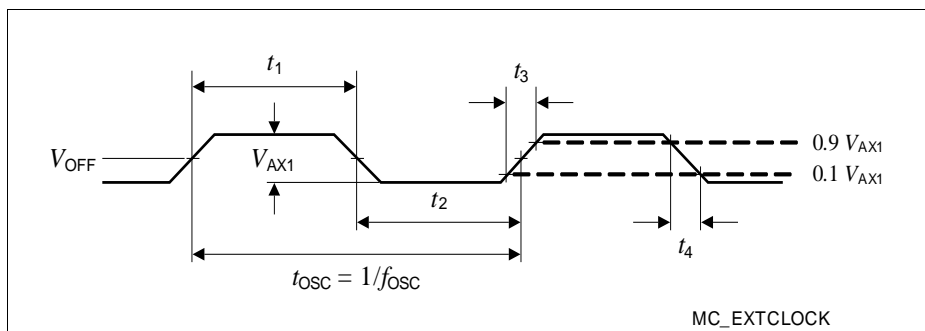 t1
t3
VOFF
VAX1
0.9 VAX1
0.1 VAX1
t2
t4
tOSC = 1/fOSC
MC_EXTCLOCK